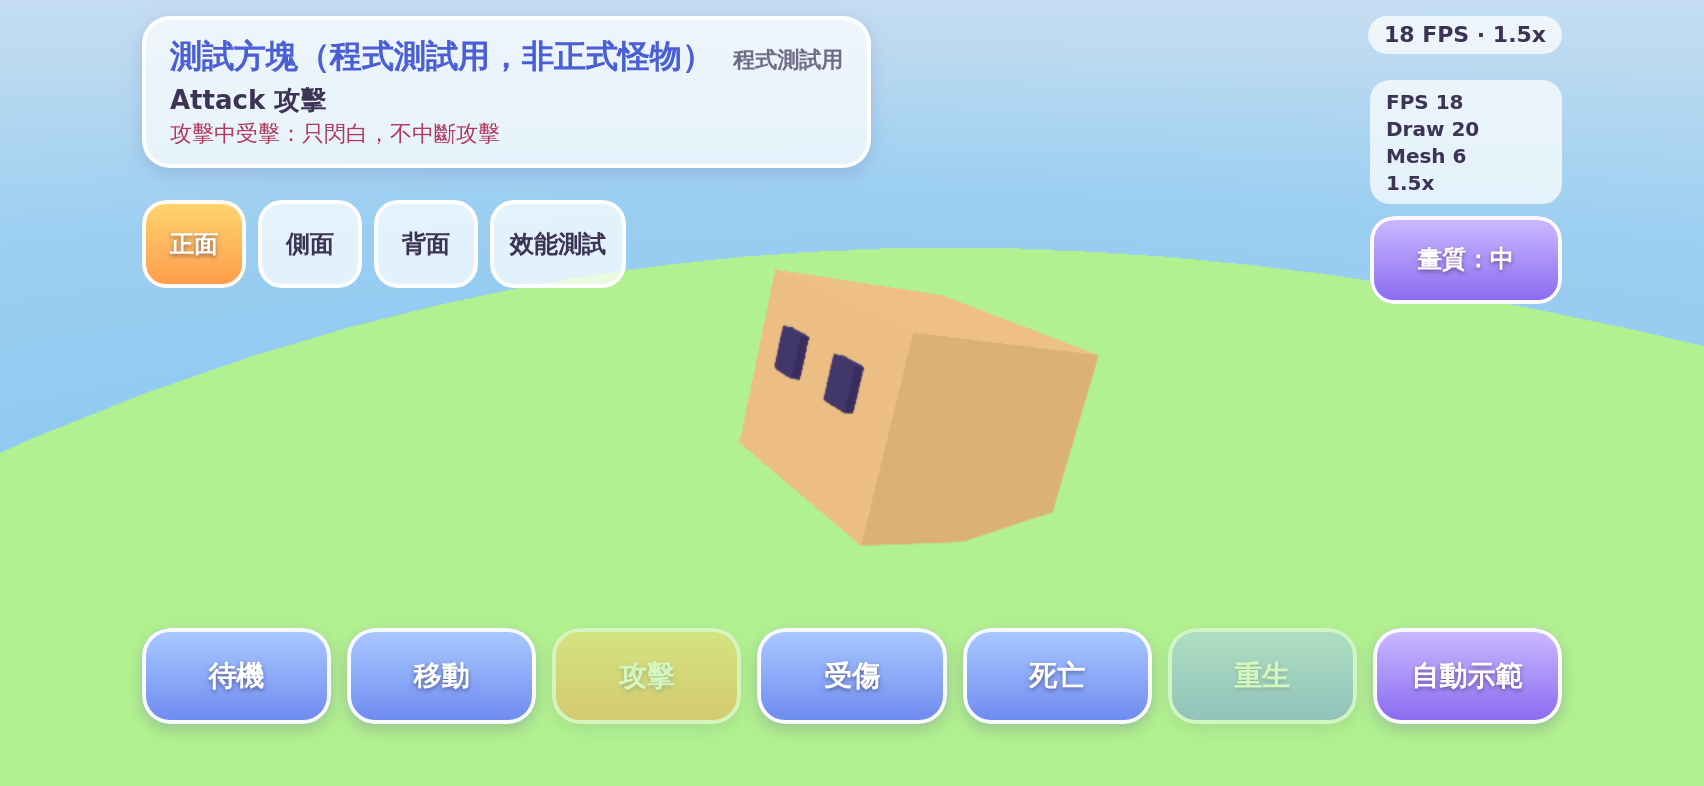 測試方塊（程式測試用，非正式怪物） 程式測試用
Attack 攻擊
攻擊中受擊：只閃白，不中斷攻擊
18 FPS · 1.5x
FPS 18
Draw 20
Mesh 6
1.5x
正面 側面 背面 效能測試
畫質：中
待機 移動 攻擊 受傷 死亡 重生 自動示範